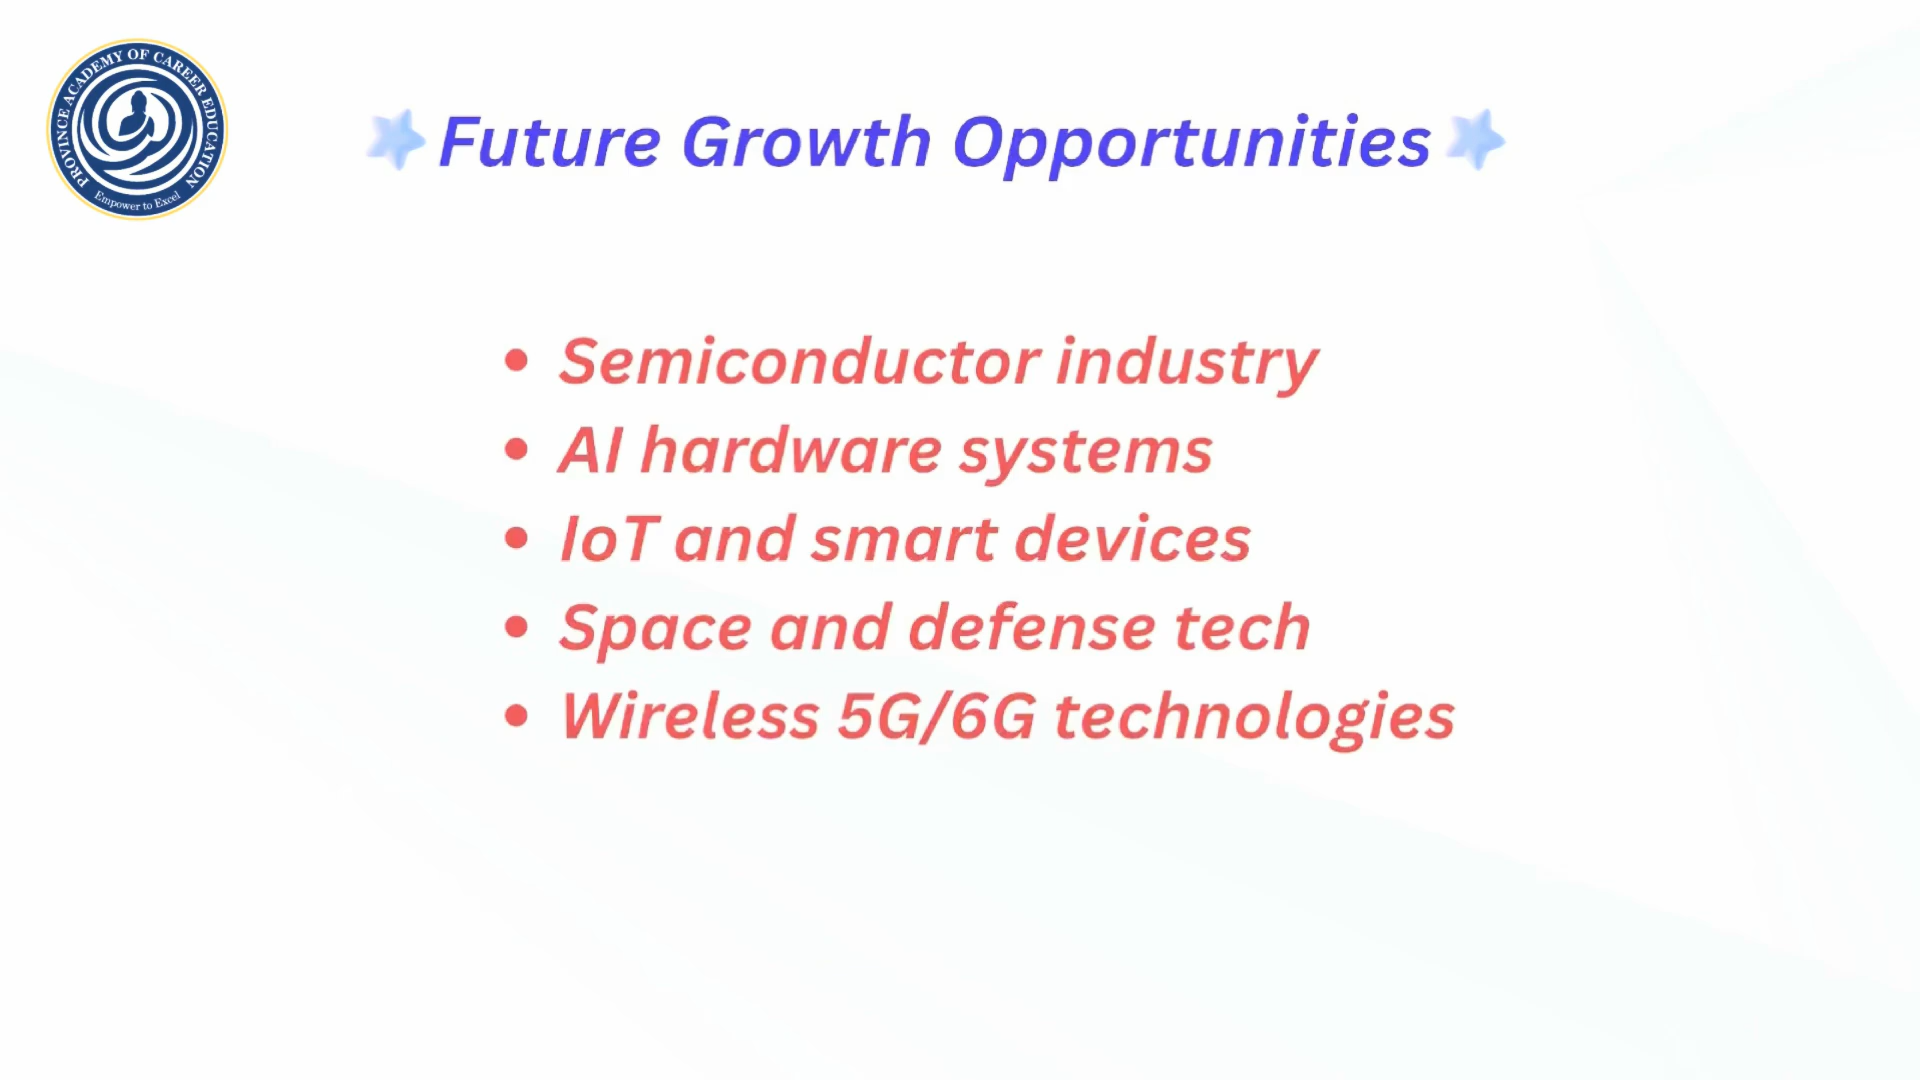 PROVINCE ACADEMY OF CAREER EDUCATION
Empower to Excel
Future Growth Opportunities
• Semiconductor industry
• AI hardware systems
• IoT and smart devices
• Space and defense tech
• Wireless 5G/6G technologies